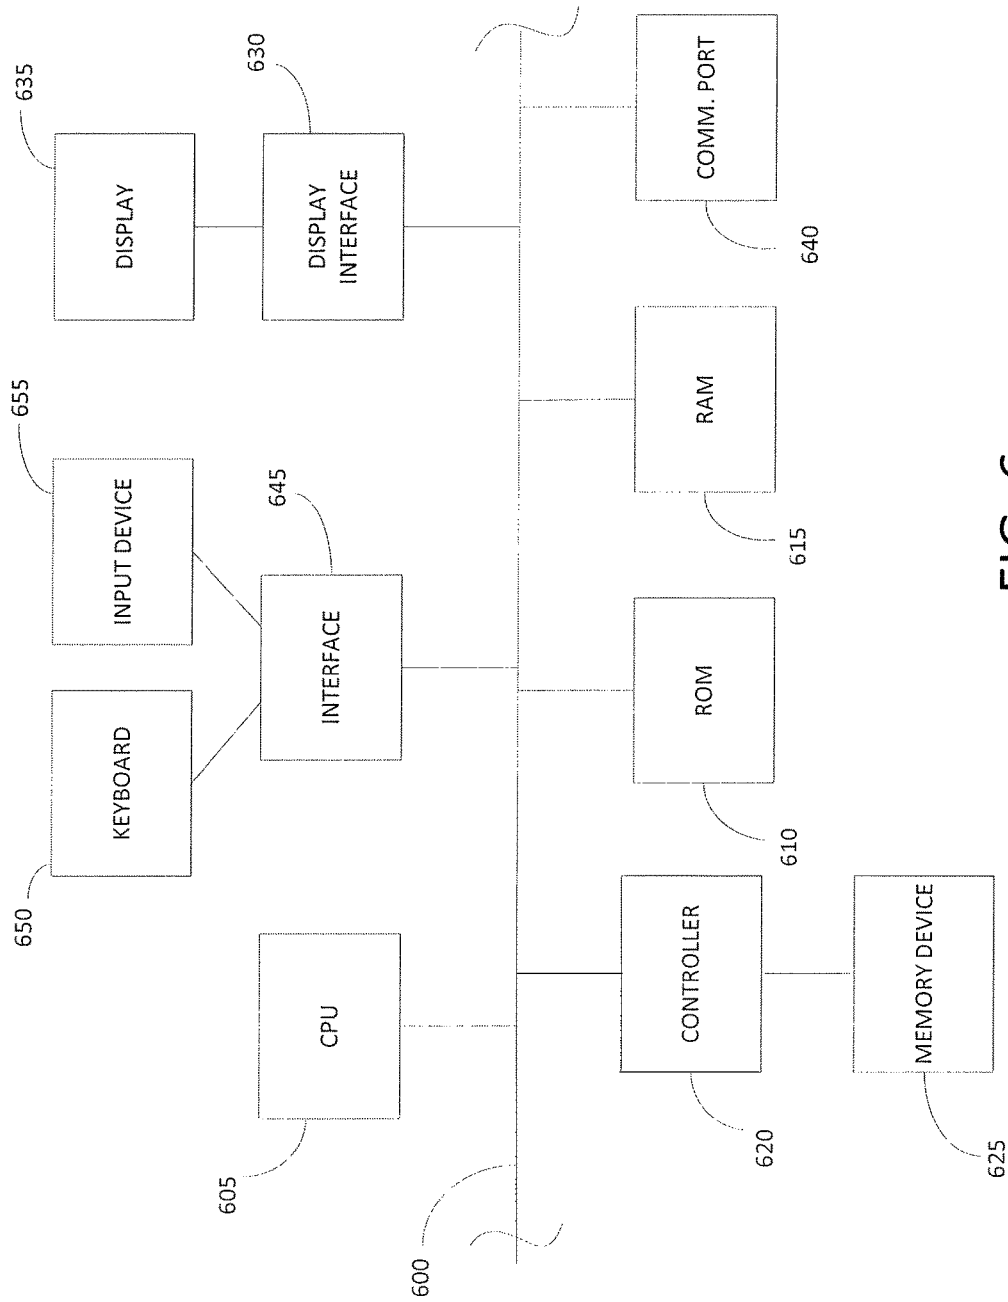 650
KEYBOARD
655
INPUT DEVICE
635
DISPLAY
605
CPU
645
INTERFACE
630
DISPLAY
INTERFACE
600
620
CONTROLLER
610
ROM
615
RAM
640
COMM. PORT
625
MEMORY DEVICE
FIG. 6